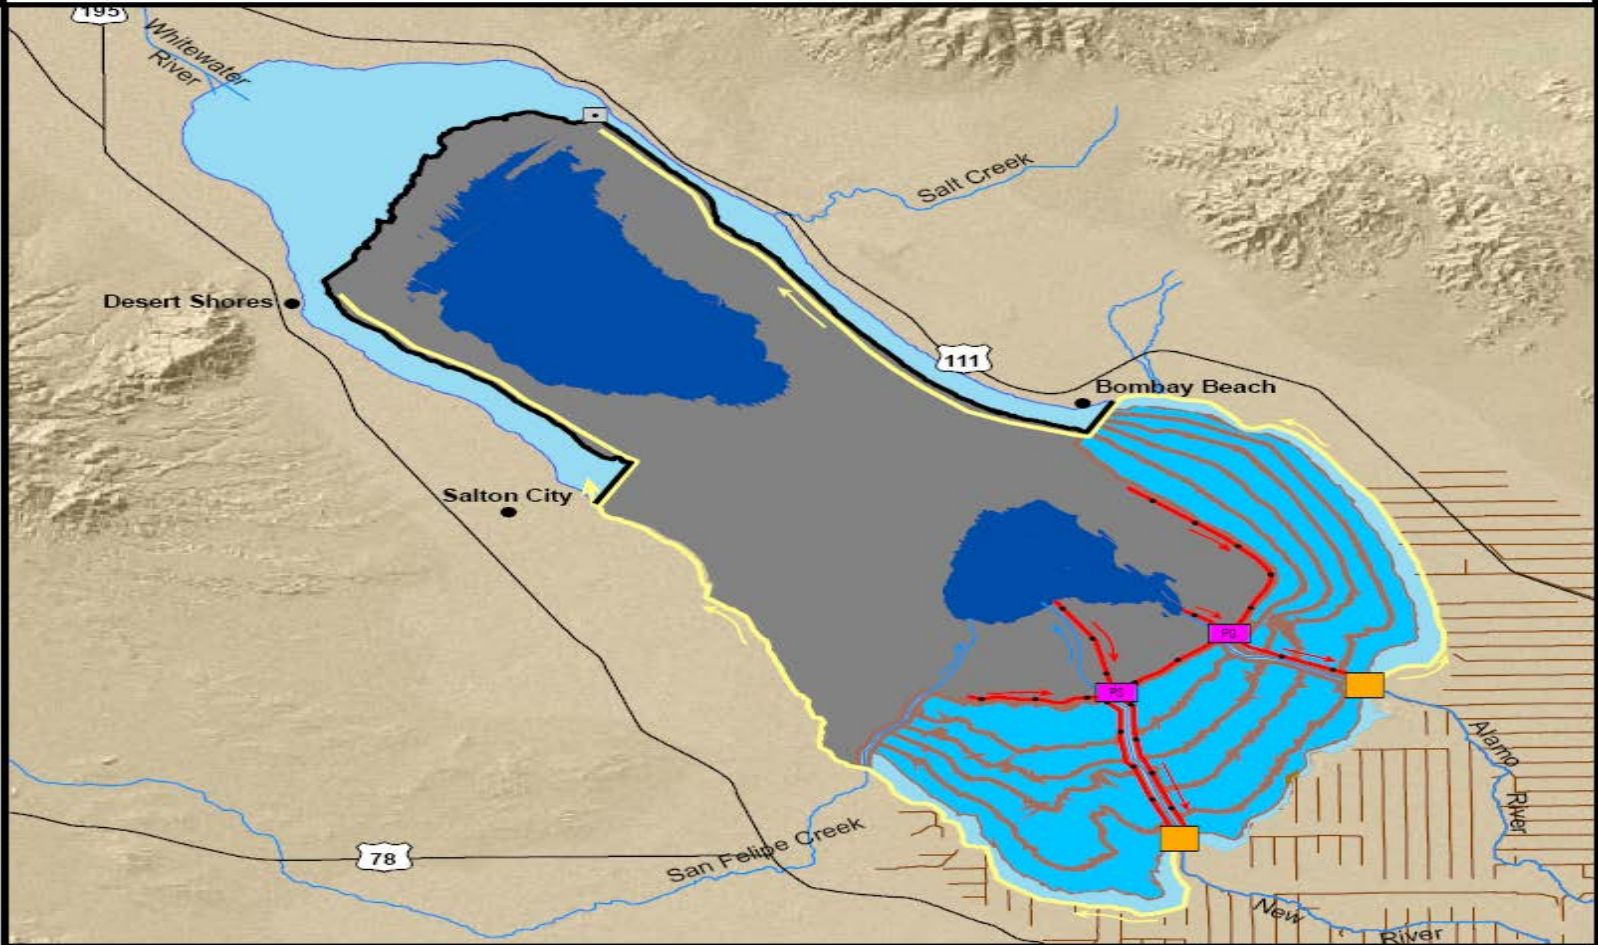 195
Whitewater
River
Salt Creek
Desert Shores
111
Bombay Beach
Salton City
PS
PS
Alamo
River
San Felipe Creek
78
New
River